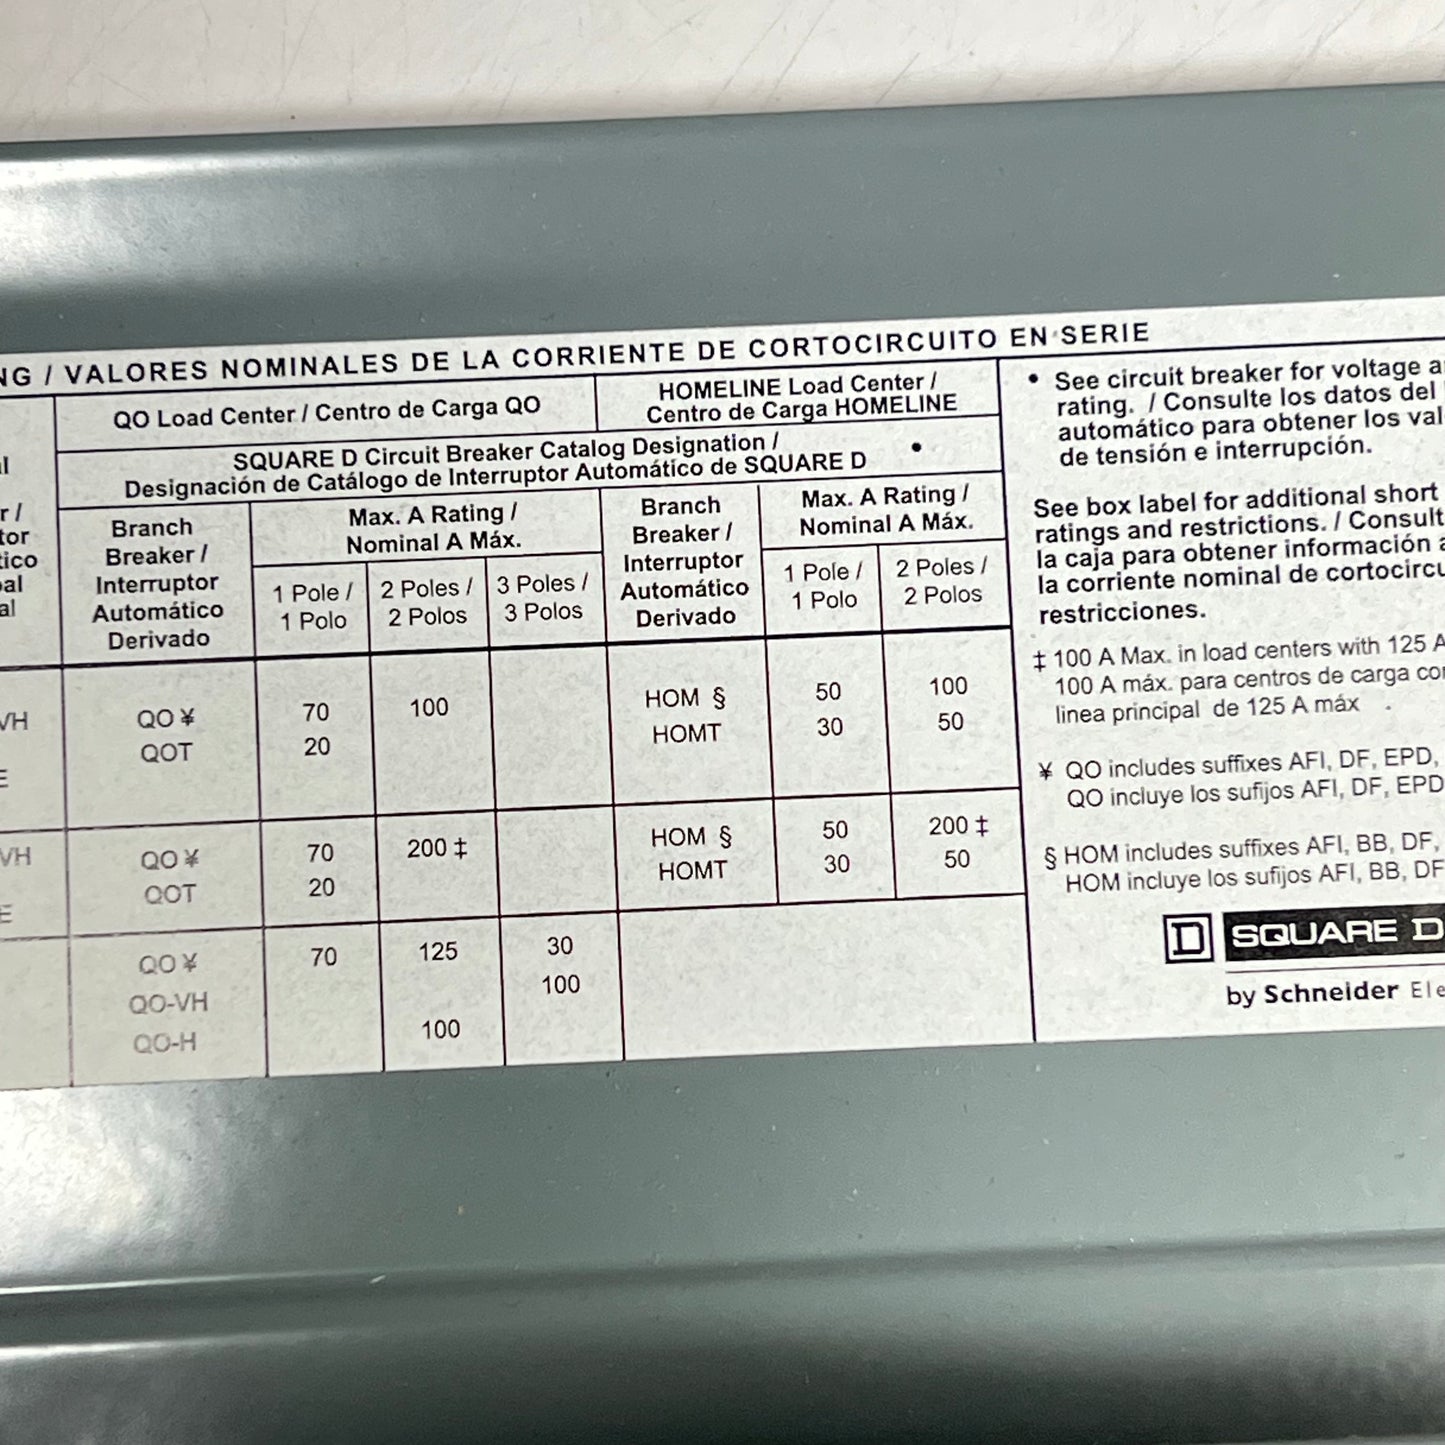 NG / VALORES NOMINALES DE LA CORRIENTE DE CORTOCIRCUITO EN SERIE
QO Load Center / Centro de Carga QO
HOMELINE Load Center /
Centro de Carga HOMELINE
SQUARE D Circuit Breaker Catalog Designation / •
Designación de Catálogo de Interruptor Automático de SQUARE D
Branch
Breaker /
Interruptor
Automático
Derivado
Max. A Rating /
Nominal A Máx.
1 Pole /
1 Polo
2 Poles /
2 Polos
3 Poles /
3 Polos
Branch
Breaker /
Interruptor
Automático
Derivado
Max. A Rating /
Nominal A Máx.
1 Pole /
1 Polo
2 Poles /
2 Polos
VH QO ¥ 70 100 HOM § 50 100
QOT 20 HOMT 30 50
E
VH QO ¥ 70 200 ‡ HOM § 50 200 ‡
QOT 20 HOMT 30 50
E
QO ¥ 70 125 30
QO-VH 100
QO-H 100
• See circuit breaker for voltage
rating. / Consulte los datos del
automático para obtener los
de tensión e interrupción.
See box label for additional short
ratings and restrictions. /
la caja para obtener información
la corriente nominal de
restricciones.
‡ 100 A Max. in load centers with 125 A
100 A máx. para centros de carga
linea principal de 125 A máx .
¥ QO includes suffixes AFI, DF, EPD,
QO incluye los sufijos AFI, DF, EPD
§ HOM includes suffixes AFI, BB, DF,
HOM incluye los sufijos AFI, BB, DF
D SQUARE D
by Schneider